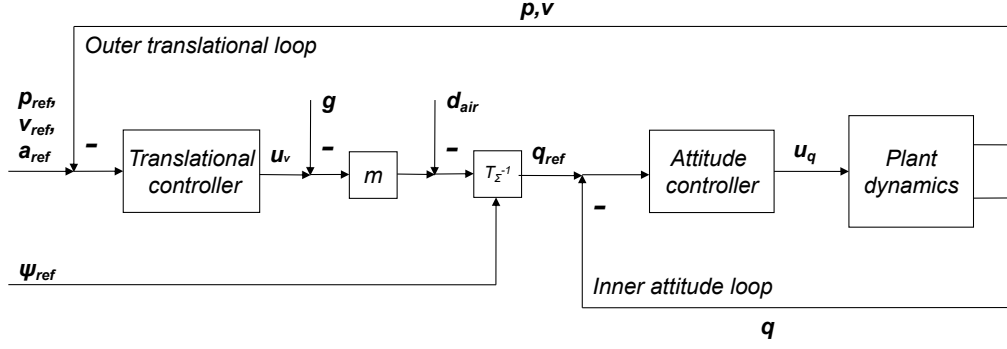 p,v
Outer translational loop
p_ref,
v_ref,
a_ref
g
d_air
Translational
controller
u_v
m
T_Σ^-1
q_ref
Attitude
controller
u_q
Plant
dynamics
ψ_ref
Inner attitude loop
q